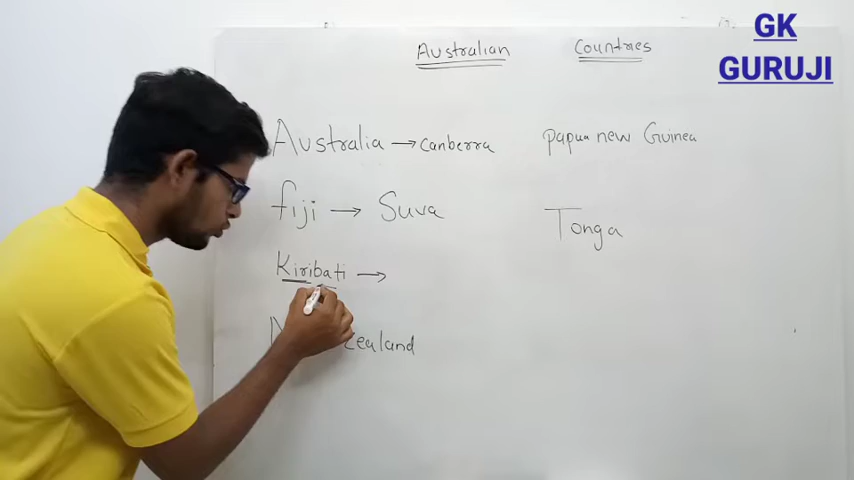 GK
GURUJI
Australian Countries
Australia → Canberra papua new Guinea
fiji → Suva Tonga
Kiribati →
zealand